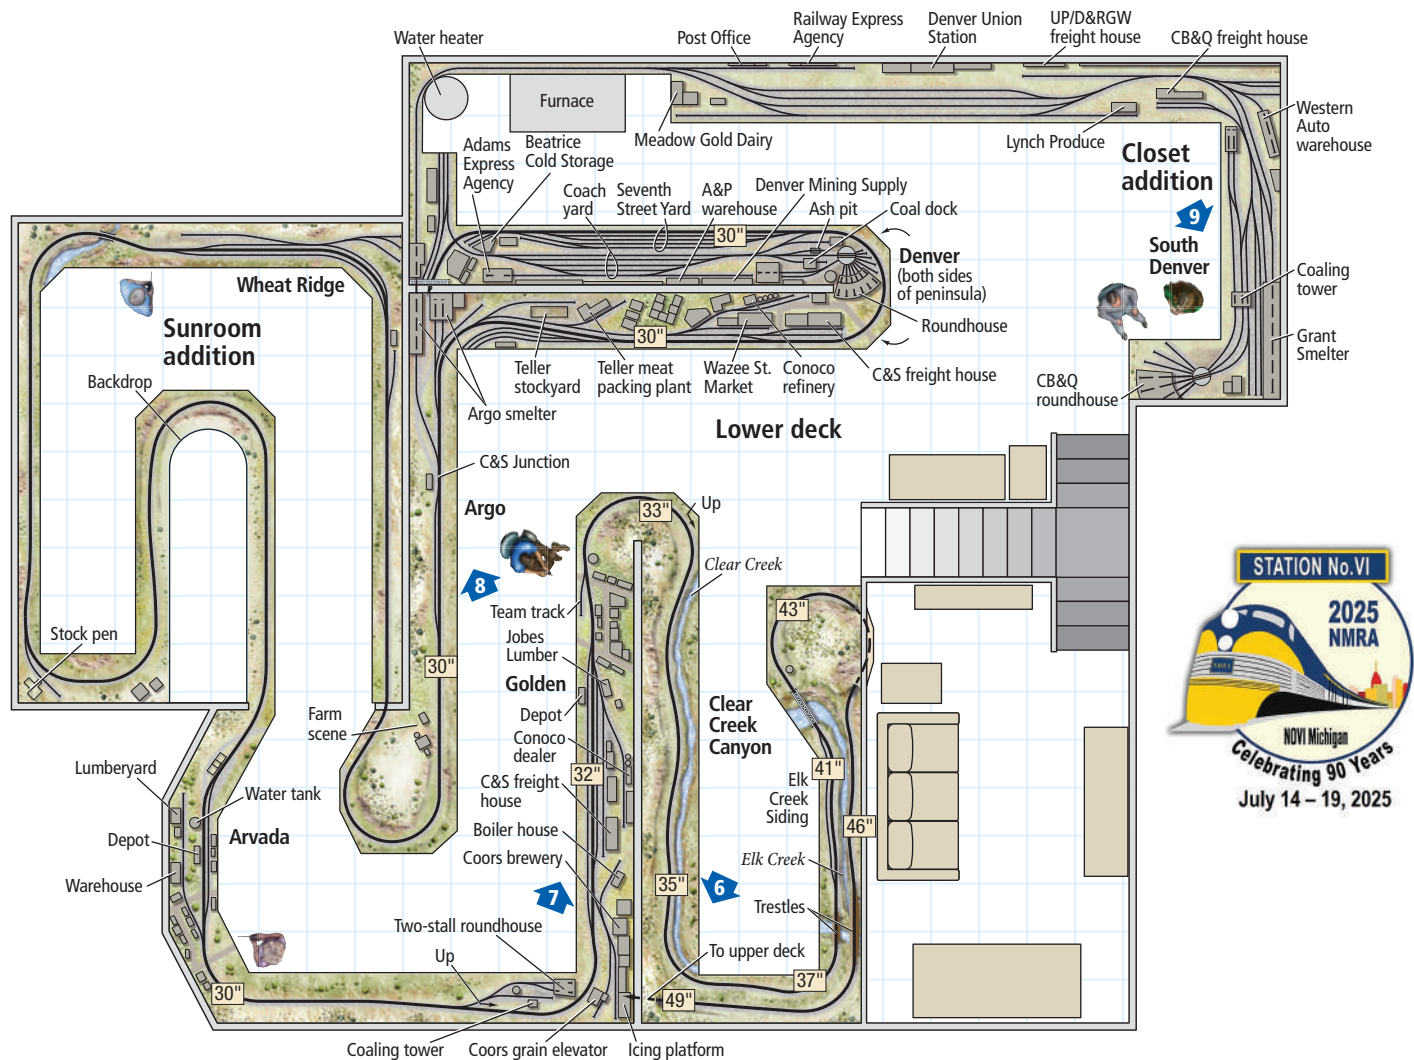 Water heater
Post Office
Railway Express
Agency
Denver Union
Station
UP/D&RGW
freight house
CB&Q freight house
Furnace
Meadow Gold Dairy
Lynch Produce
Western
Auto
warehouse
Closet
addition
9
South
Denver
Adams
Express
Agency
Beatrice
Cold Storage
Coach
yard
Seventh
Street Yard
A&P
warehouse
Denver Mining Supply
Ash pit
Coal dock
30"
Denver
(both sides
of peninsula)
Roundhouse
Coaling
tower
Grant
Smelter
CB&Q
roundhouse
Wheat Ridge
Sunroom
addition
Backdrop
30"
Teller
stockyard
Teller meat
packing plant
Wazee St.
Market
Conoco
refinery
C&S freight house
Argo smelter
Lower deck
C&S Junction
Argo
8
33"
Up
Clear Creek
Team track
Jobes
Lumber
Golden
Depot
Conoco
dealer
32"
C&S freight
house
Boiler house
Coors brewery
7
43"
Clear
Creek
Canyon
41"
Elk
Creek
Siding
46"
Elk Creek
35"
6
Trestles
To upper deck
37"
49"
Stock pen
30"
Farm
scene
Lumberyard
Water tank
Depot
Arvada
Warehouse
Two-stall roundhouse
Up
30"
Coaling tower
Coors grain elevator
Icing platform
STATION No.VI
2025
NMRA
NOVI Michigan
Celebrating 90 Years
July 14 – 19, 2025